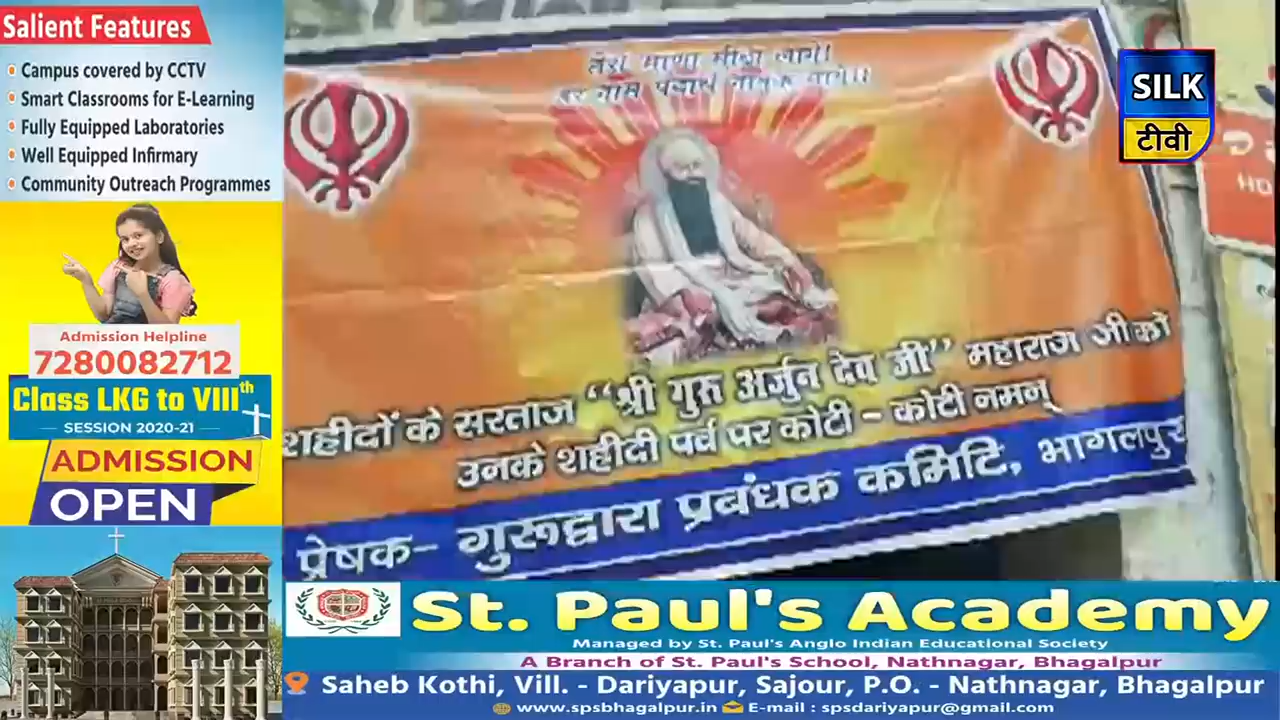 Salient Features
Campus covered by CCTV
Smart Classrooms for E-Learning
Fully Equipped Laboratories
Well Equipped Infirmary
Community Outreach Programmes
Admission Helpline
7280082712
Class LKG to VIIIth
SESSION 2020-21
ADMISSION
OPEN
तेरा भाणा मीठा लागे।
हर नाम पदार्थ नानक मांगे।।
SILK
टीवी
HO
शहीदों के सरताज “श्री गुरु अर्जुन देव जी” महाराज जी को
उनके शहीदी पर्व पर कोटी - कोटी नमन्
प्रेषक- गुरूद्वारा प्रबंधक कमिटि, भागलपुर
St. Paul's Academy
Managed by St. Paul's Anglo Indian Educational Society
A Branch of St. Paul's School, Nathnagar, Bhagalpur
Saheb Kothi, Vill. - Dariyapur, Sajour, P.O. - Nathnagar, Bhagalpur
www.spsbhagalpur.in E-mail : spsdariyapur@gmail.com